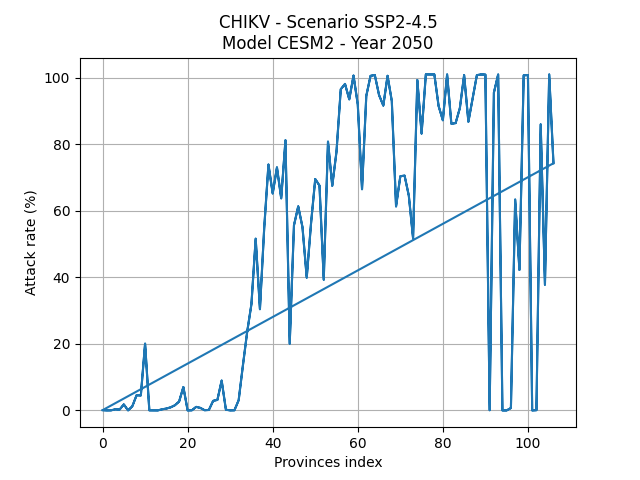 CHIKV - Scenario SSP2-4.5
Model CESM2 - Year 2050
100
80
60
40
20
0
Attack rate (%)
0 20 40 60 80 100
Provinces index